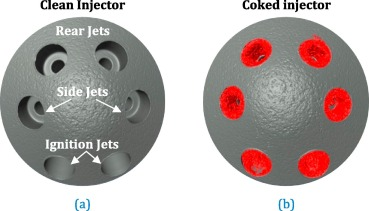 Clean Injector
Coked injector
Rear Jets
Side Jets
Ignition Jets
(a)
(b)